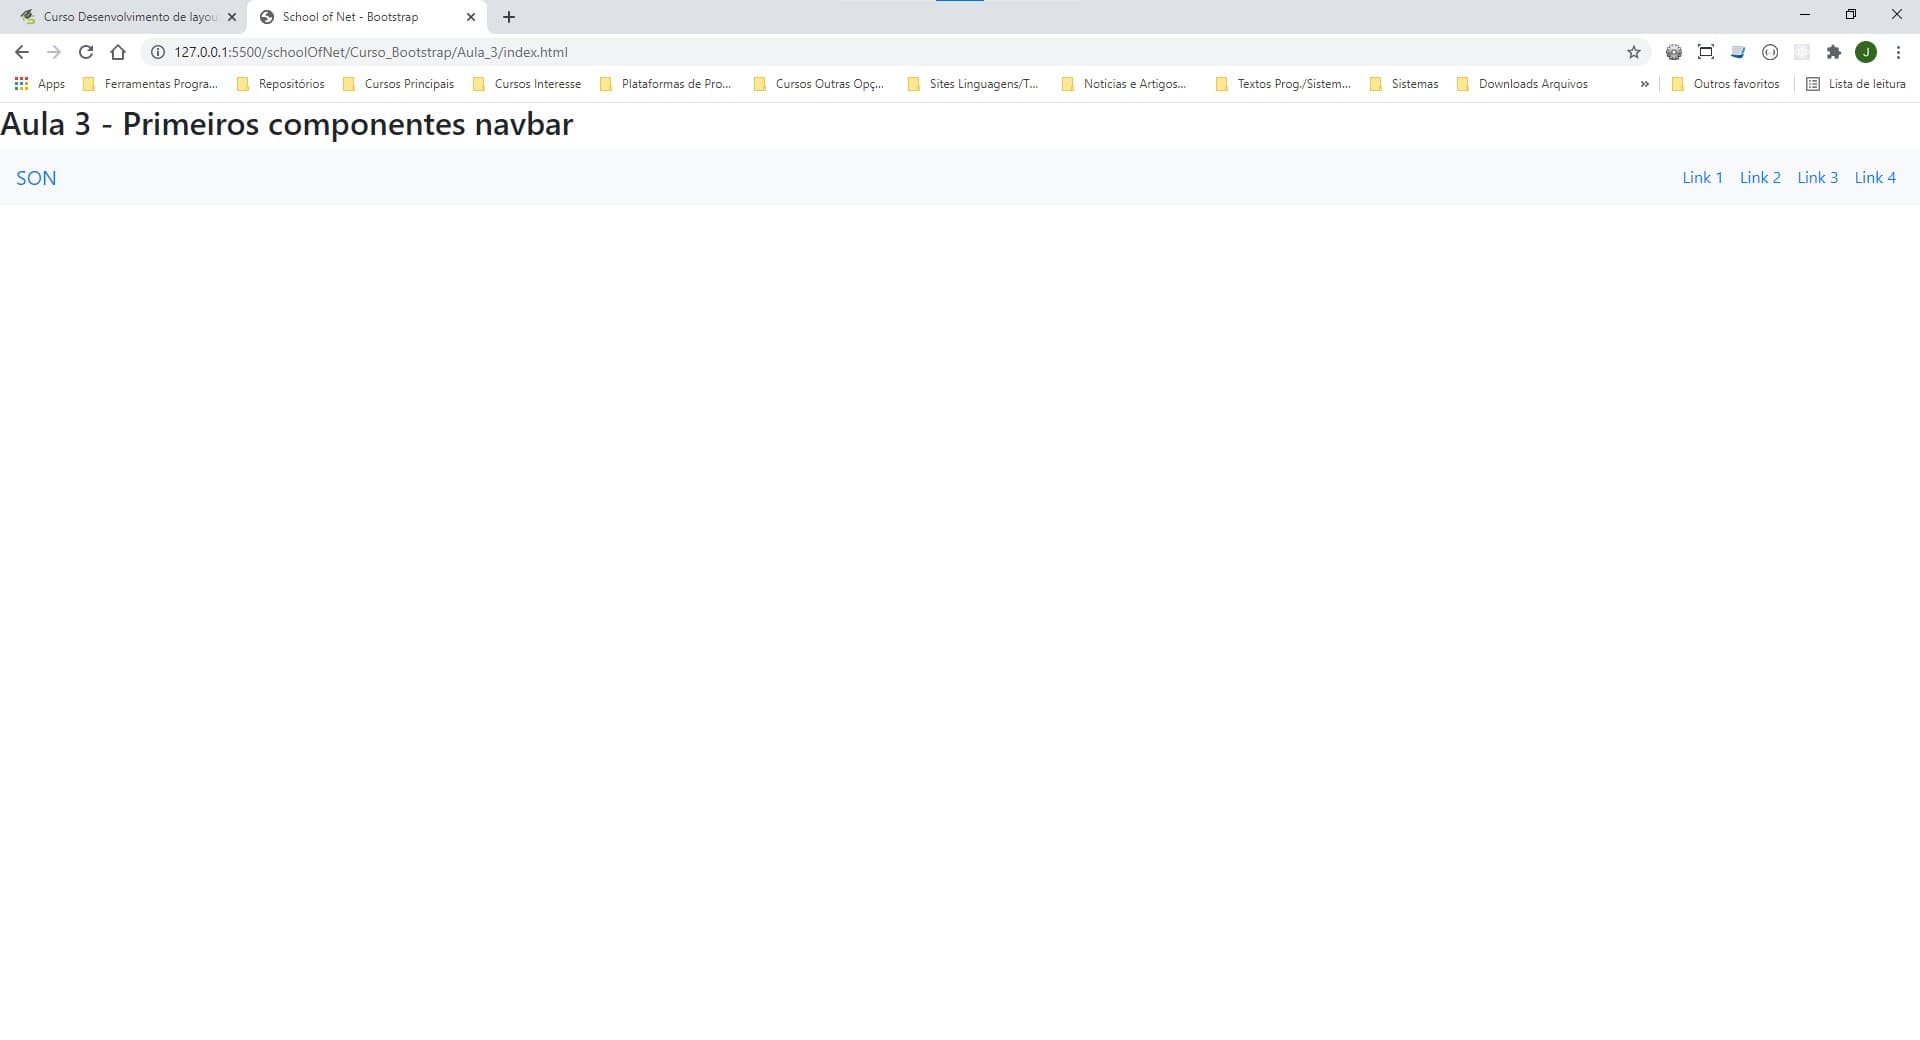 Curso Desenvolvimento de layou
School of Net - Bootstrap
127.0.0.1:5500/schoolOfNet/Curso_Bootstrap/Aula_3/index.html
J
Apps Ferramentas Progra... Repositórios Cursos Principais Cursos Interesse Plataformas de Pro... Cursos Outras Opç... Sites Linguagens/T... Noticias e Artigos... Textos Prog./Sistem... Sistemas Downloads Arquivos » Outros favoritos Lista de leitura
Aula 3 - Primeiros componentes navbar
SON Link 1 Link 2 Link 3 Link 4